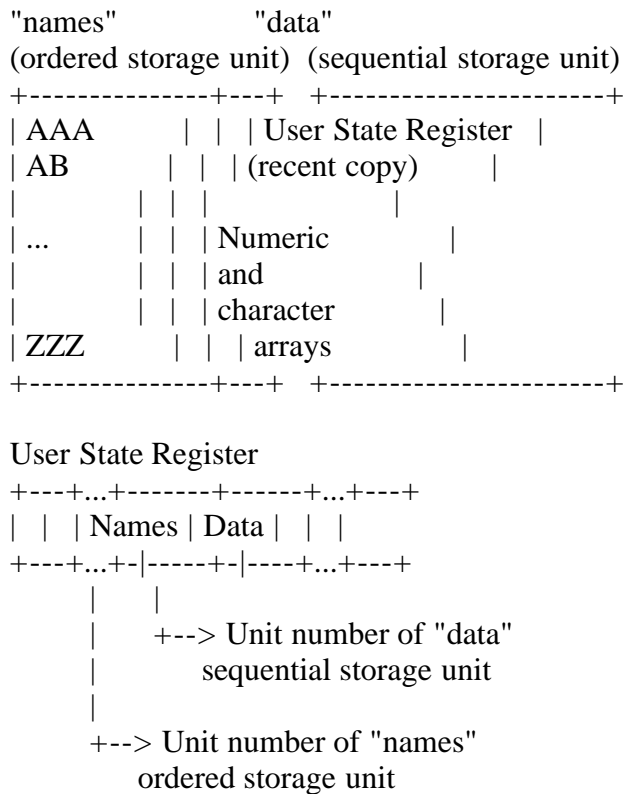 "names" "data"
(ordered storage unit) (sequential storage unit)
+---------------+---+ +-----------------------+
| AAA | | | User State Register |
| AB | | | (recent copy) |
| | | | |
| ... | | | Numeric |
| | | | and |
| | | | character |
| ZZZ | | | arrays |
+---------------+---+ +-----------------------+
User State Register
+---+...+-------+------+...+---+
| | | Names | Data | | |
+---+...+-|-----+-|----+...+---+
| |
| +--> Unit number of "data"
| sequential storage unit
|
+--> Unit number of "names"
ordered storage unit